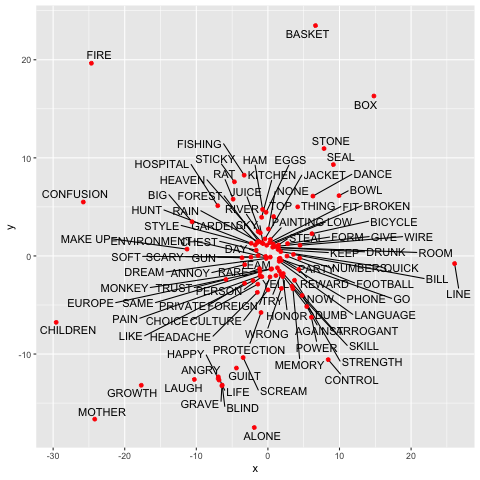 BASKET
FIRE
BOX
STONE
SEAL
FISHING
STICKY
HAM
EGGS
HOSPITAL
RAT
KITCHEN
JACKET
DANCE
HEAVEN
CONFUSION
BIG
FOREST
JUICE
NONE
BOWL
HUNT
RAIN
RIVER
TOP
THING
FIT
BROKEN
STYLE
GARDEN
SKY
PAINTING
LOW
BICYCLE
MAKE UP
ENVIRONMENT
CHEST
DAY
STEAL
FORM
GIVE
WIRE
SOFT
SCARY
GUN
KEEP
DRUNK
ROOM
DREAM
ANNOY
RARE
PARTY
NUMBERS
QUICK
BILL
MONKEY
TRUST
PERSON
REWARD
FOOTBALL
LINE
EUROPE
SAME
PRIVATE
FOREIGN
TRY
NOW
PHONE
GO
PAIN
CHOICE
CULTURE
HONOR
DUMB
LANGUAGE
CHILDREN
LIKE
HEADACHE
WRONG
AGAINST
ARROGANT
HAPPY
PROTECTION
POWER
SKILL
ANGRY
GUILT
MEMORY
STRENGTH
GROWTH
LAUGH
LIFE
SCREAM
CONTROL
GRAVE
BLIND
MOTHER
ALONE
20
10
0
-10
-30
-20
-10
0
10
20
x
y